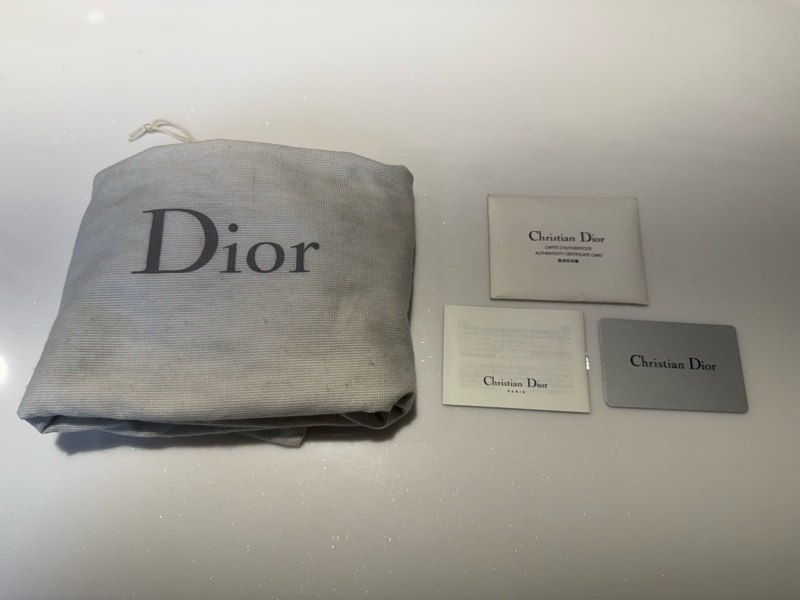 Dior
Christian Dior
CARTE D'AUTHENTICITE
AUTHENTICITY CERTIFICATE CARD
Christian Dior
PARIS
Christian Dior